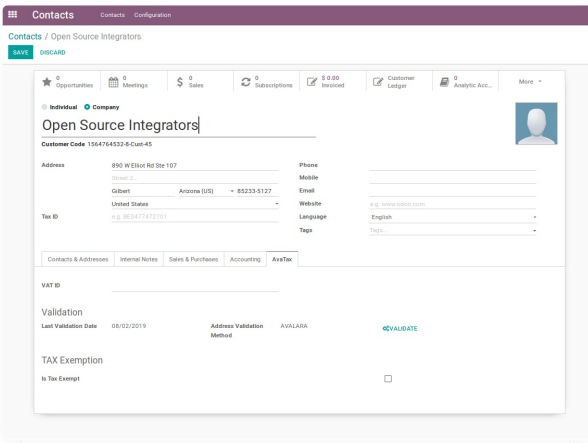 Contacts Contacts Configuration
Contacts / Open Source Integrators
SAVE DISCARD
0 Opportunities
0 Meetings
0 Sales
0 Subscriptions
$ 0.00 Invoiced
Customer Ledger
0 Analytic Acc...
More
Individual Company
Open Source Integrators
Customer Code 1564764532-8-Cust-45
Address 890 W Elliot Rd Ste 107 Phone
Street 2... Mobile
Gilbert Arizona (US) 85233-5127 Email
United States Website e.g. www.odoo.com
Tax ID e.g. BE0477472701 Language English
Tags Tags...
Contacts & Addresses Internal Notes Sales & Purchases Accounting AvaTax
VAT ID
Validation
Last Validation Date 08/02/2019 Address Validation Method AVALARA VALIDATE
TAX Exemption
Is Tax Exempt